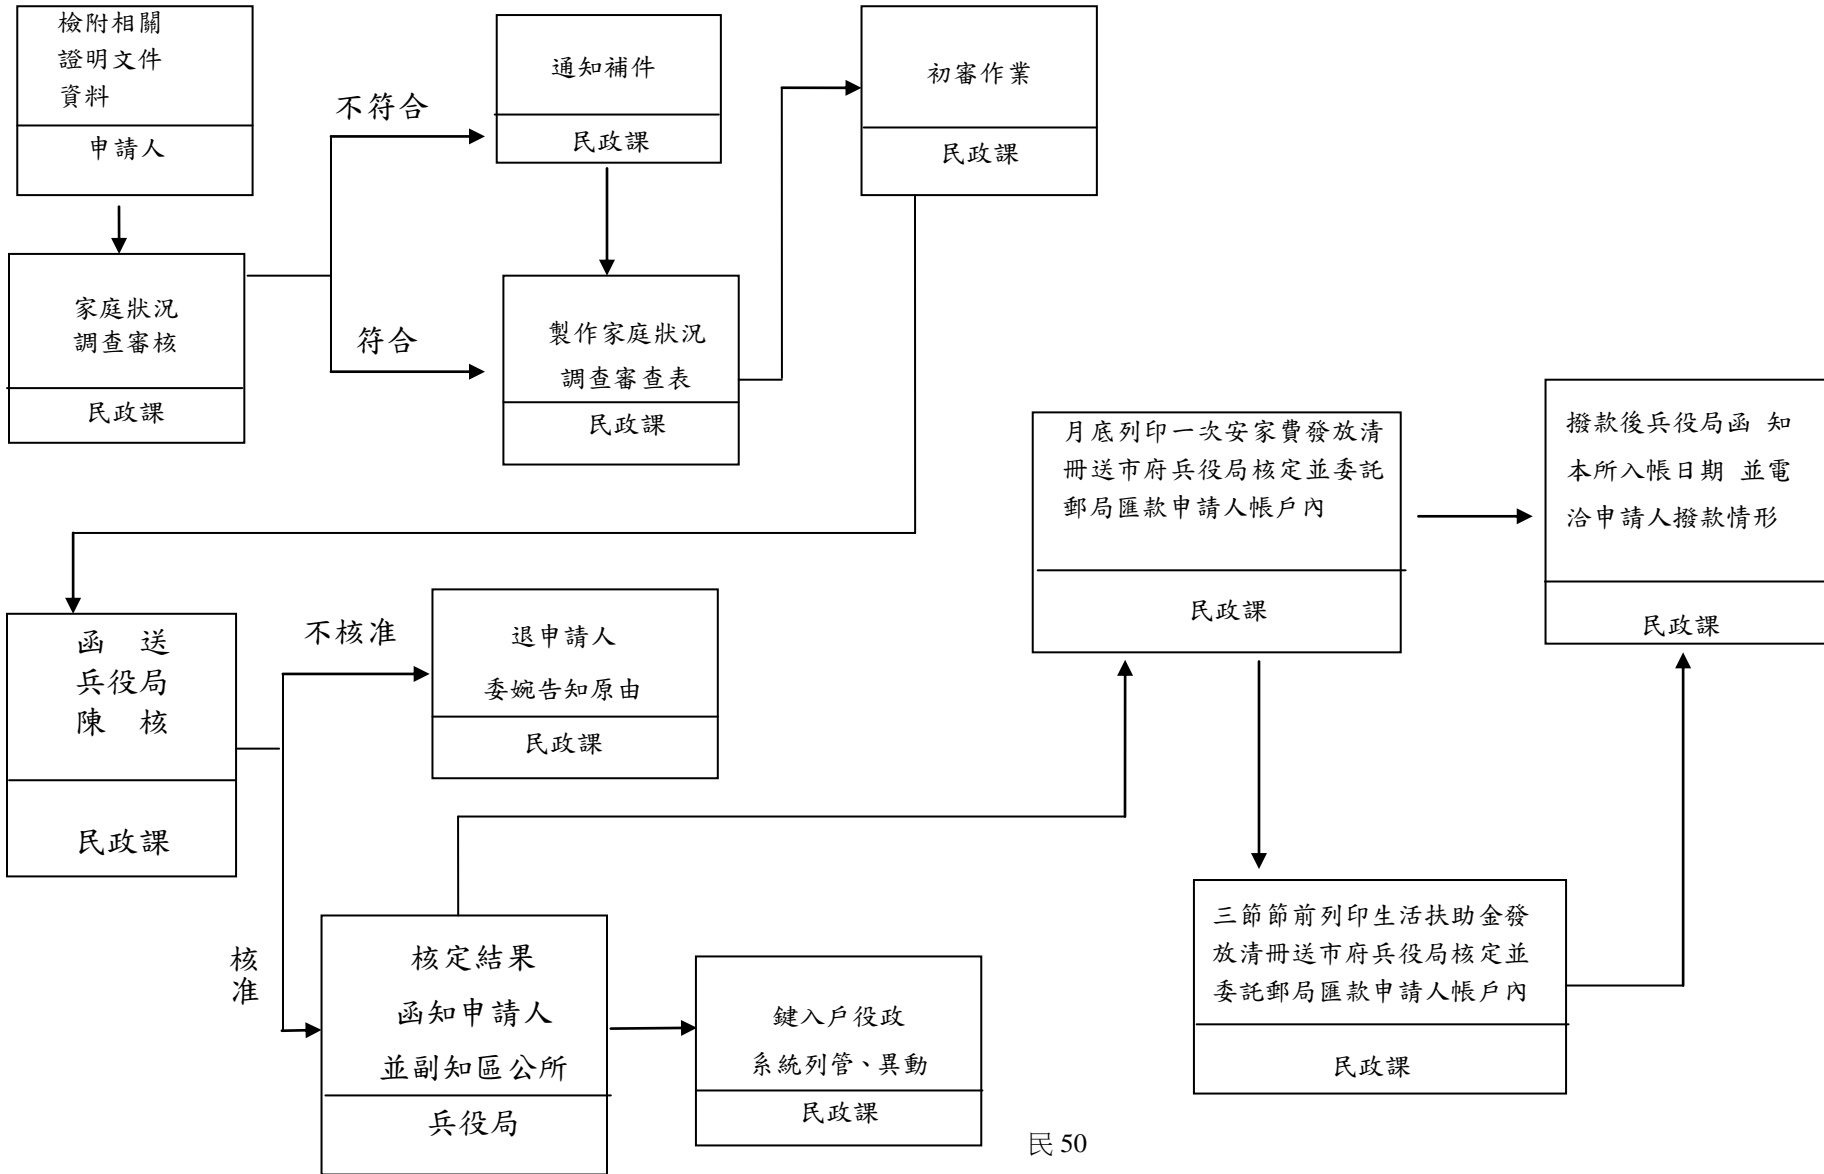 檢附相關
證明文件
資料
申請人
家庭狀況
調查審核
民政課
不符合
符合
通知補件
民政課
製作家庭狀況
調查審查表
民政課
初審作業
民政課
函 送
兵役局
陳 核
民政課
不核准
核
准
退申請人
委婉告知原由
民政課
核定結果
函知申請人
並副知區公所
兵役局
鍵入戶役政
系統列管、異動
民政課
月底列印一次安家費發放清
冊送市府兵役局核定並委託
郵局匯款申請人帳戶內
民政課
三節節前列印生活扶助金發
放清冊送市府兵役局核定並
委託郵局匯款申請人帳戶內
民政課
撥款後兵役局函 知
本所入帳日期 並電
洽申請人撥款情形
民政課
民 50